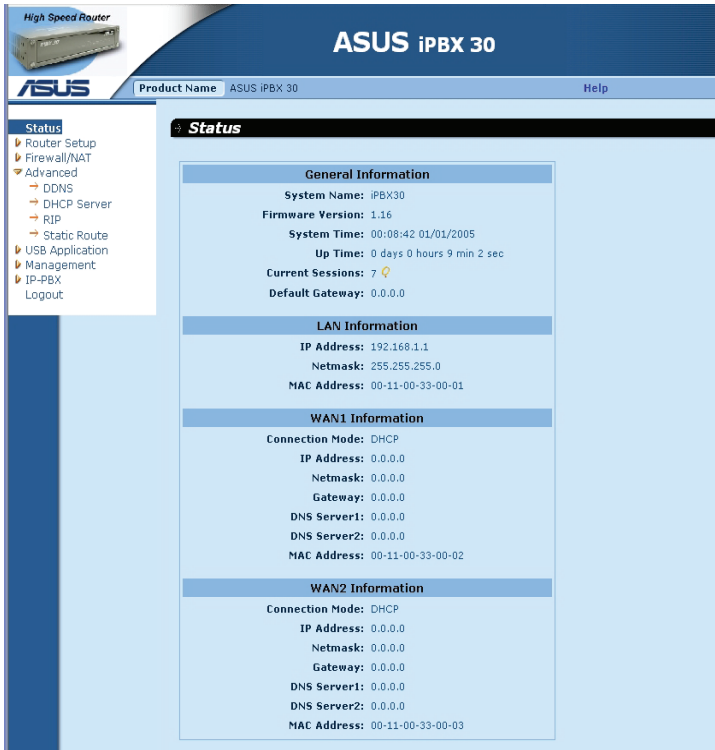 High Speed Router
ASUS iPBX 30
ASUS
Product Name ASUS iPBX 30 Help
Status
Router Setup
Firewall/NAT
Advanced
DDNS
DHCP Server
RIP
Static Route
USB Application
Management
IP-PBX
Logout
Status
General Information
System Name: iPBX30
Firmware Version: 1.16
System Time: 00:08:42 01/01/2005
Up Time: 0 days 0 hours 9 min 2 sec
Current Sessions: 7
Default Gateway: 0.0.0.0
LAN Information
IP Address: 192.168.1.1
Netmask: 255.255.255.0
MAC Address: 00-11-00-33-00-01
WAN1 Information
Connection Mode: DHCP
IP Address: 0.0.0.0
Netmask: 0.0.0.0
Gateway: 0.0.0.0
DNS Server1: 0.0.0.0
DNS Server2: 0.0.0.0
MAC Address: 00-11-00-33-00-02
WAN2 Information
Connection Mode: DHCP
IP Address: 0.0.0.0
Netmask: 0.0.0.0
Gateway: 0.0.0.0
DNS Server1: 0.0.0.0
DNS Server2: 0.0.0.0
MAC Address: 00-11-00-33-00-03